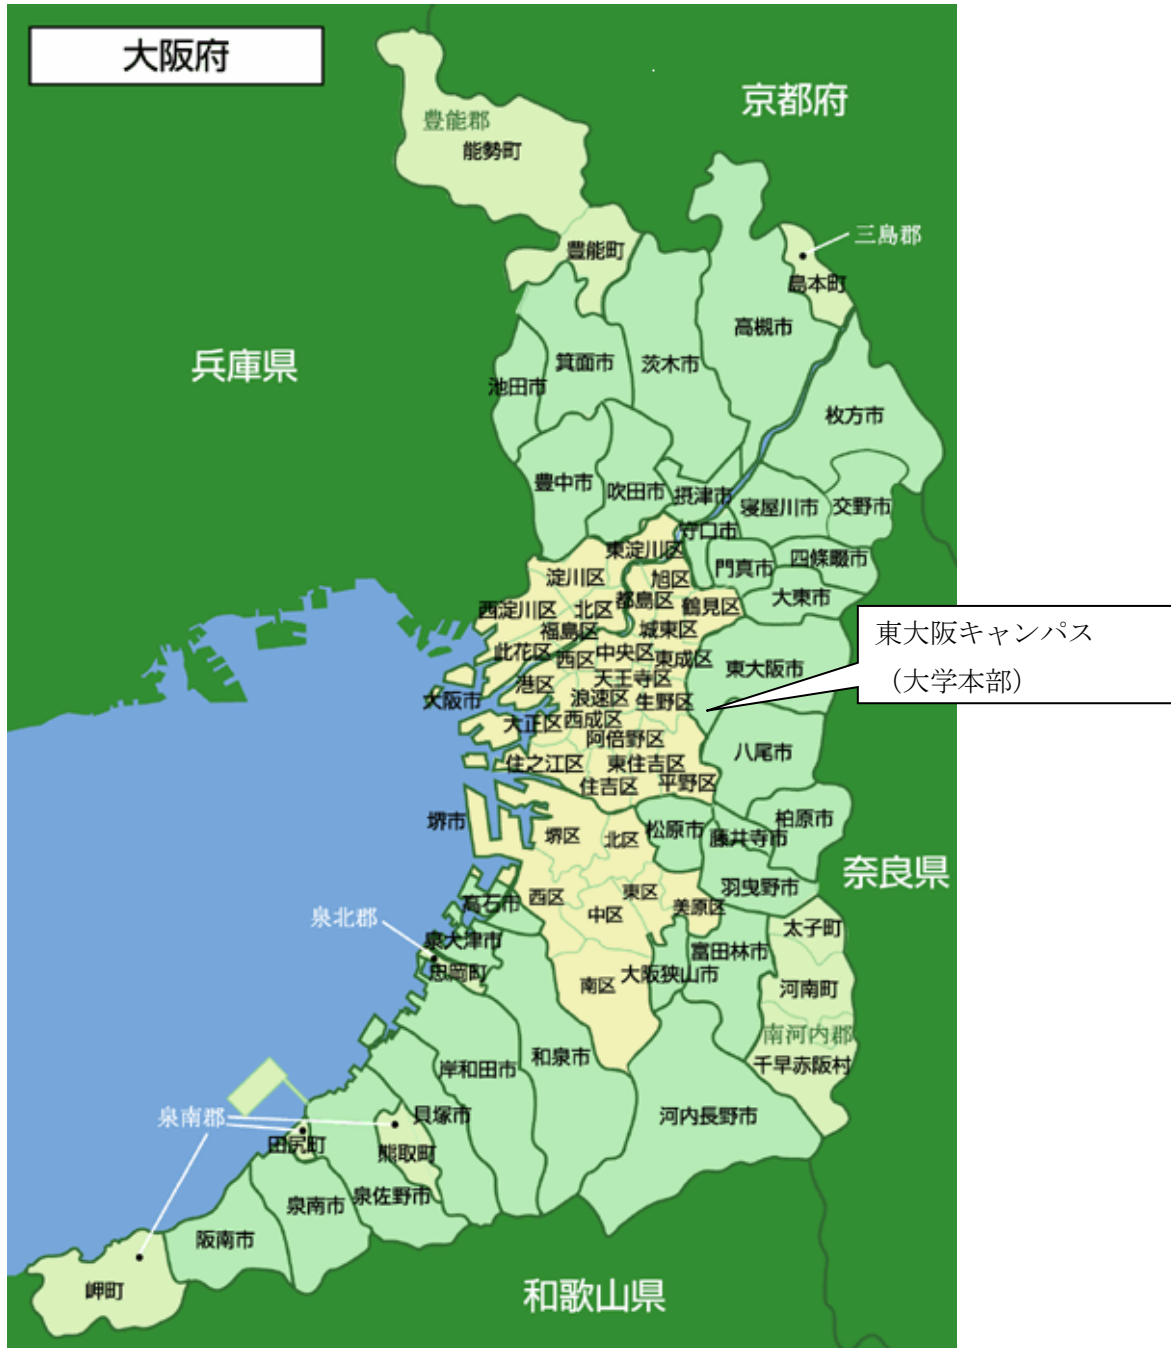 大阪府
京都府
豊能郡
能勢町
三島郡
豊能町
島本町
高槻市
兵庫県
箕面市
茨木市
池田市
枚方市
豊中市
吹田市
摂津市
寝屋川市
交野市
守口市
東淀川区
四條畷市
門真市
淀川区
旭区
大東市
都島区
鶴見区
西淀川区
北区
福島区
城東区
東大阪キャンパス
（大学本部）
此花区
西区
中央区
東成区
東大阪市
天王寺区
港区
浪速区
生野区
大阪市
大正区
西成区
阿倍野区
八尾市
住之江区
東住吉区
住吉区
平野区
堺市
堺区
北区
松原市
藤井寺市
柏原市
奈良県
羽曳野市
東区
西区
高石市
美原区
中区
泉北郡
太子町
泉大津市
富田林市
忠岡町
大阪狭山市
南区
河南町
南河内郡
和泉市
岸和田市
千早赤阪村
貝塚市
河内長野市
泉南郡
田尻町
熊取町
泉佐野市
泉南市
阪南市
岬町
和歌山県